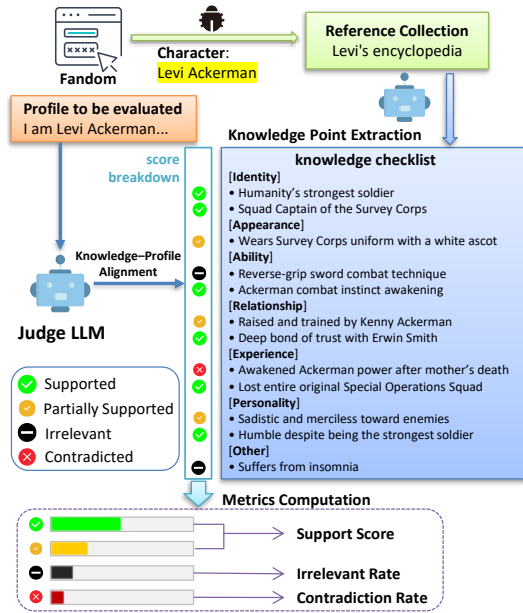 Fandom
Character:
Levi Ackerman
Reference Collection
Levi's encyclopedia
Profile to be evaluated
I am Levi Ackerman...
Knowledge Point Extraction
score
breakdown
knowledge checklist
[Identity]
• Humanity's strongest soldier
• Squad Captain of the Survey Corps
[Appearance]
• Wears Survey Corps uniform with a white ascot
[Ability]
• Reverse-grip sword combat technique
• Ackerman combat instinct awakening
[Relationship]
• Raised and trained by Kenny Ackerman
• Deep bond of trust with Erwin Smith
[Experience]
• Awakened Ackerman power after mother's death
• Lost entire original Special Operations Squad
[Personality]
• Sadistic and merciless toward enemies
• Humble despite being the strongest soldier
[Other]
• Suffers from insomnia
Knowledge–Profile
Alignment
Judge LLM
Supported
Partially Supported
Irrelevant
Contradicted
Metrics Computation
Support Score
Irrelevant Rate
Contradiction Rate